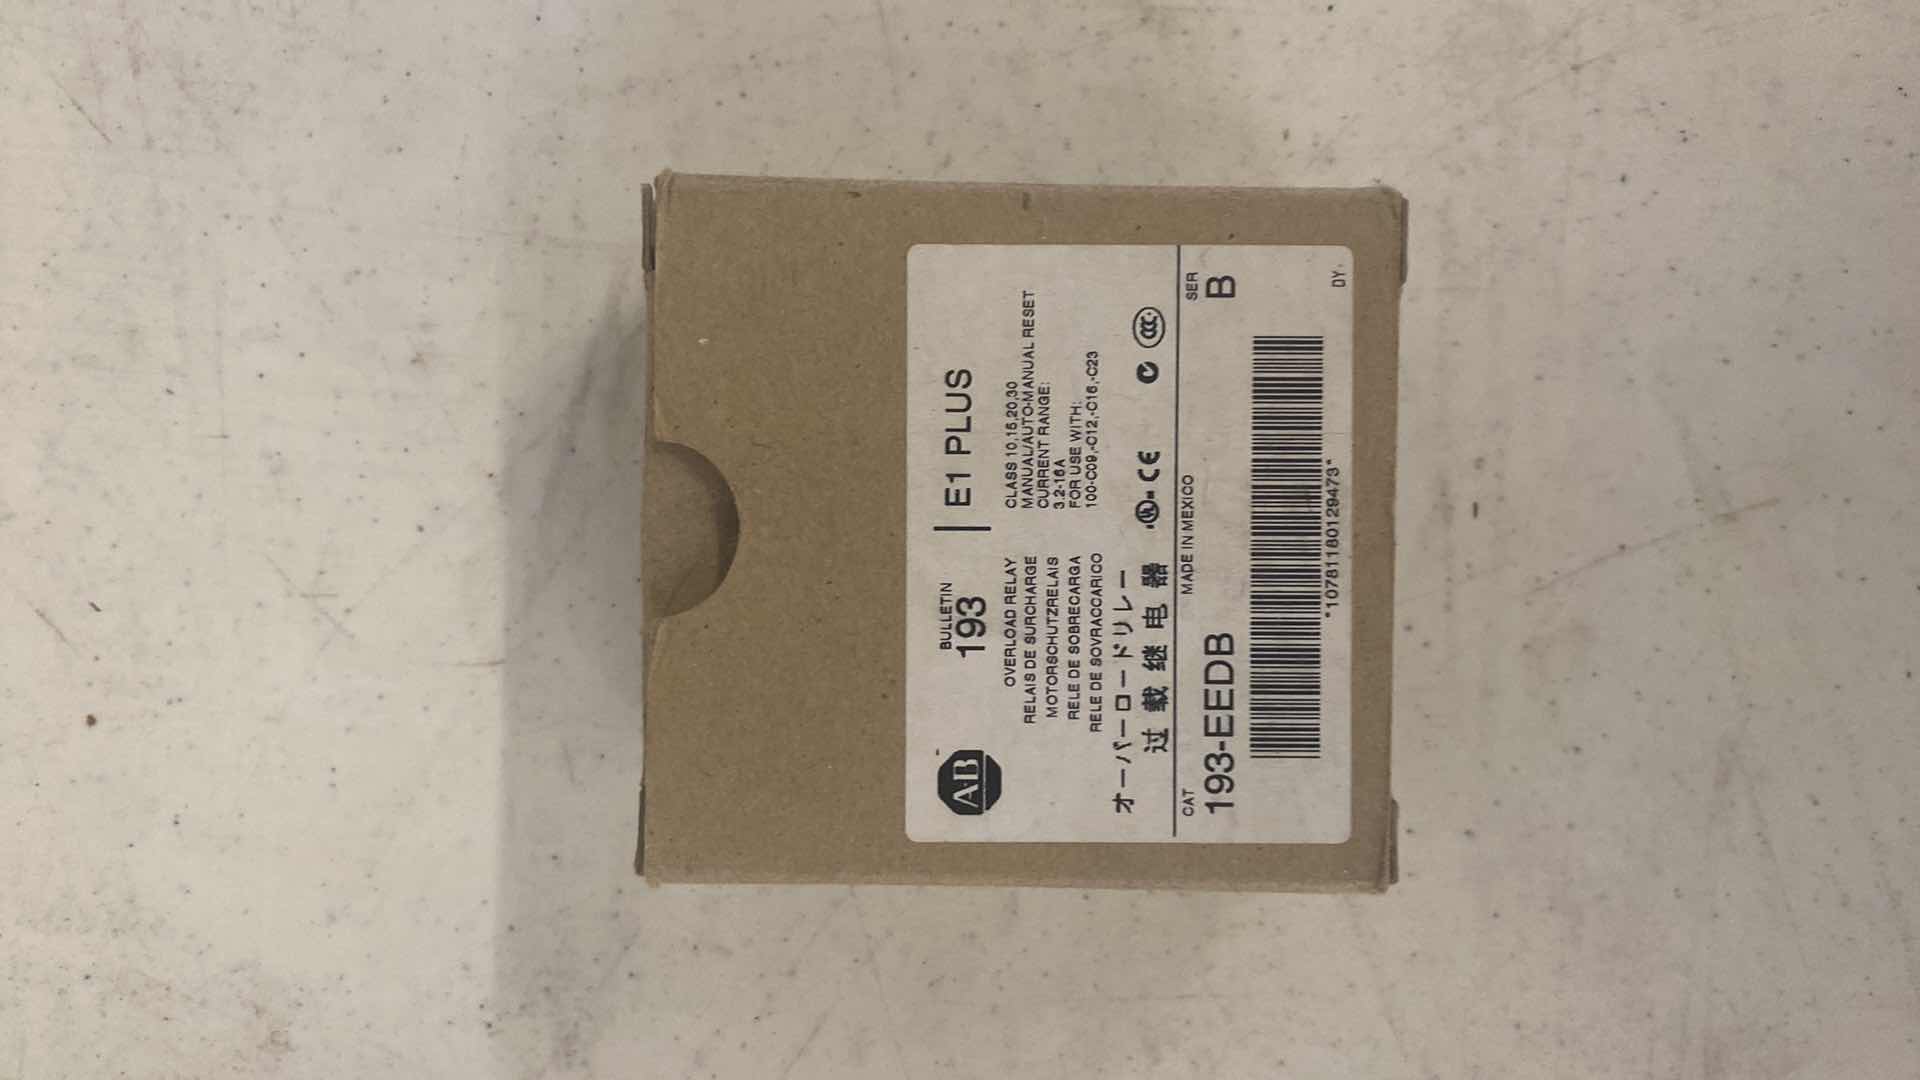 A-B
BULLETIN
193
E1 PLUS
OVERLOAD RELAY
RELAIS DE SURCHARGE
MOTORSCHUTZRELAIS
RELE DE SOBRECARGA
RELE DE SOVRACCARICO
オーバーロードリレー
过载继电器
CLASS 10,15,20,30
MANUAL/AUTO-MANUAL RESET
CURRENT RANGE:
3.2-16A
FOR USE WITH:
100-C09,-C12,-C16,-C23
UL CE CCC
CAT
193-EEDB
MADE IN MEXICO
SER
B
*10781180129473*
DY